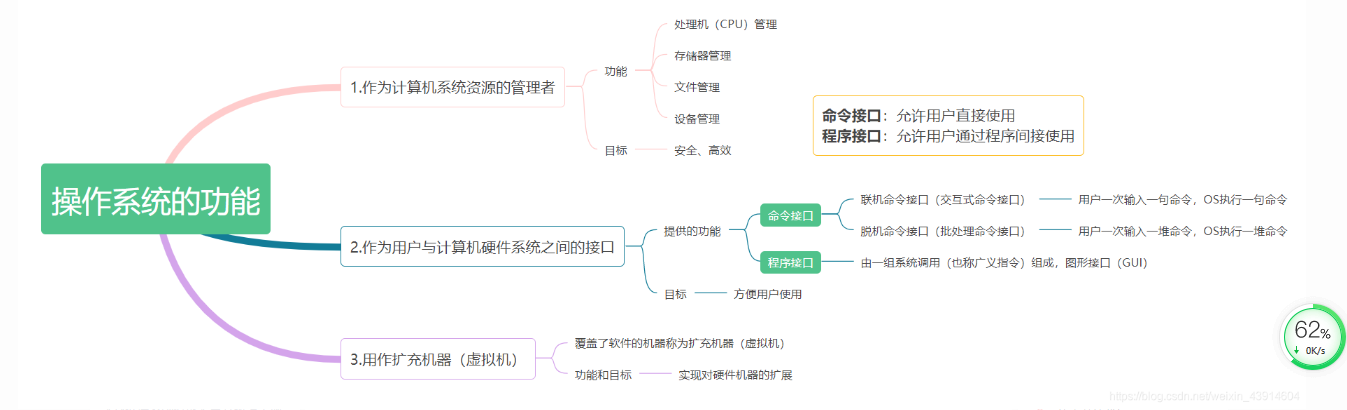 操作系统的功能
1.作为计算机系统资源的管理者
功能
处理机（CPU）管理
存储器管理
文件管理
设备管理
目标
安全、高效
命令接口：允许用户直接使用
程序接口：允许用户通过程序间接使用
2.作为用户与计算机硬件系统之间的接口
提供的功能
命令接口
联机命令接口（交互式命令接口）
用户一次输入一句命令，OS执行一句命令
脱机命令接口（批处理命令接口）
用户一次输入一堆命令，OS执行一堆命令
程序接口
由一组系统调用（也称广义指令）组成，图形接口（GUI）
目标
方便用户使用
3.用作扩充机器（虚拟机）
覆盖了软件的机器称为扩充机器（虚拟机）
功能和目标
实现对硬件机器的扩展
62%
0K/s
https://blog.csdn.net/weixin_43914604